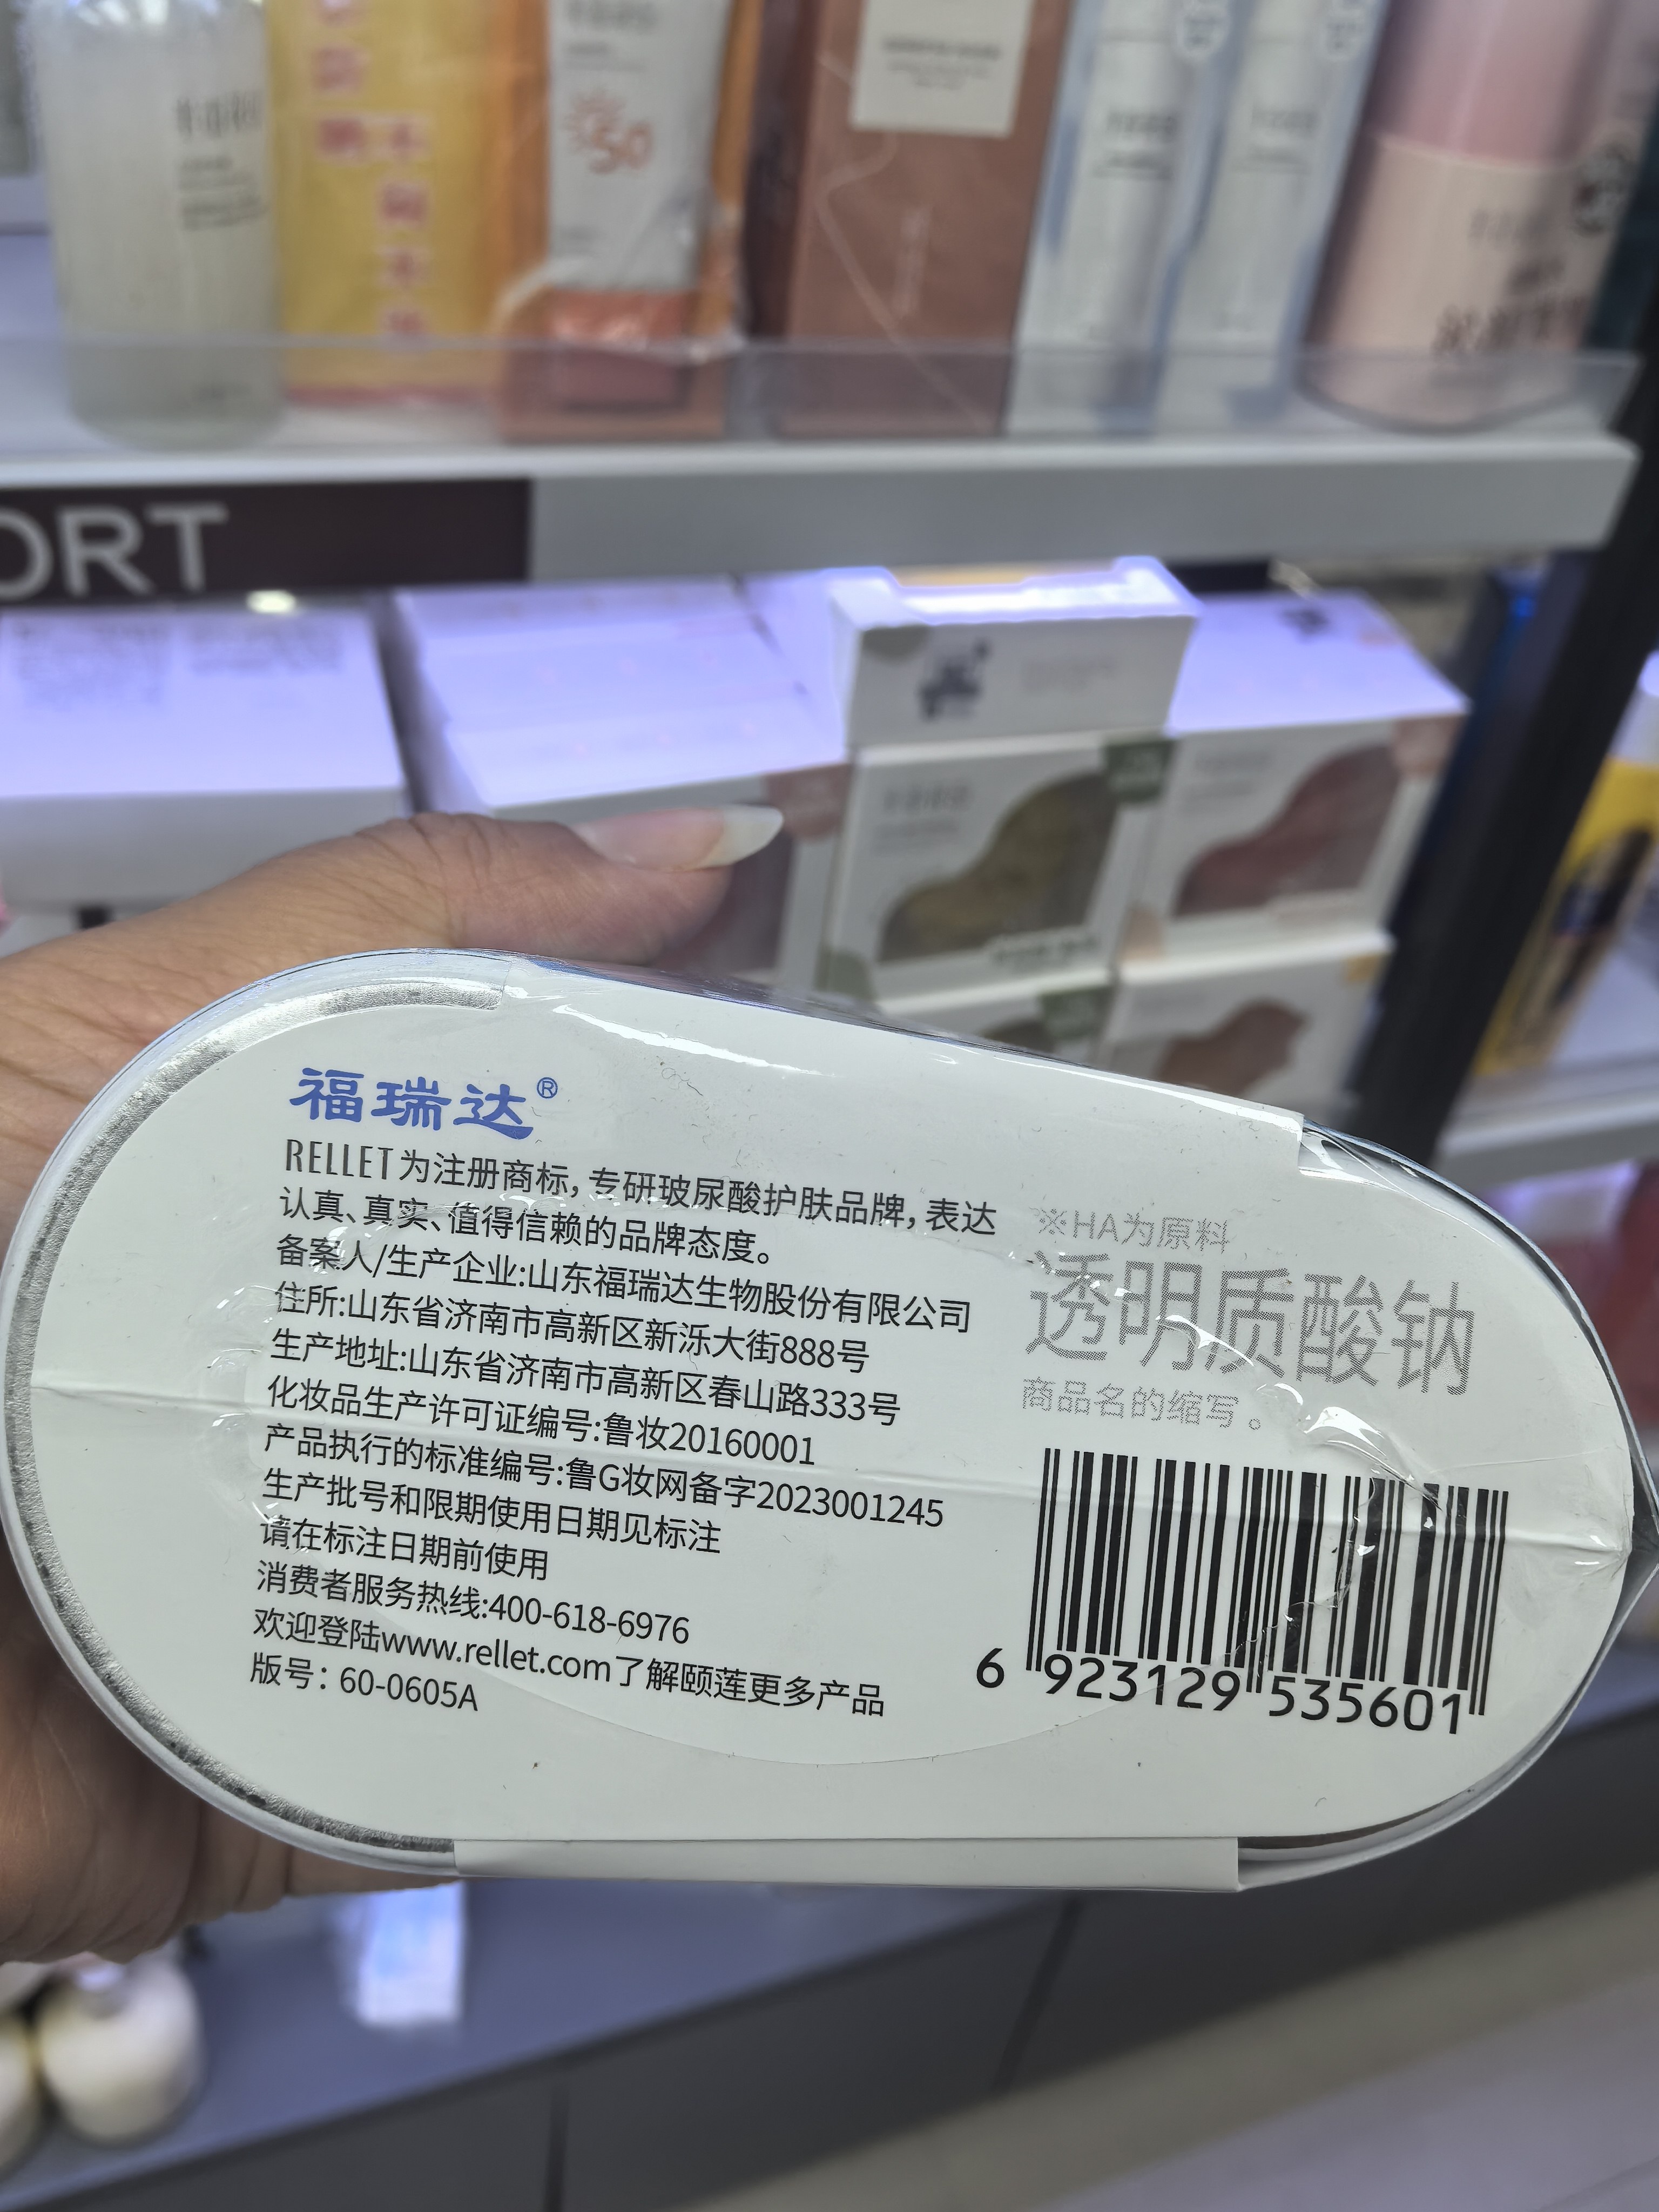 50
ORT
福瑞达®
RELLET为注册商标，专研玻尿酸护肤品牌，表达
认真、真实、值得信赖的品牌态度。
备案人/生产企业:山东福瑞达生物股份有限公司
住所:山东省济南市高新区新泺大街888号
生产地址:山东省济南市高新区春山路333号
化妆品生产许可证编号:鲁妆20160001
产品执行的标准编号:鲁G妆网备字2023001245
生产批号和限期使用日期见标注
请在标注日期前使用
消费者服务热线:400-618-6976
欢迎登陆www.rellet.com了解颐莲更多产品
版号：60-0605A
※HA为原料
透明质酸钠
商品名的缩写。
6 923129 535601